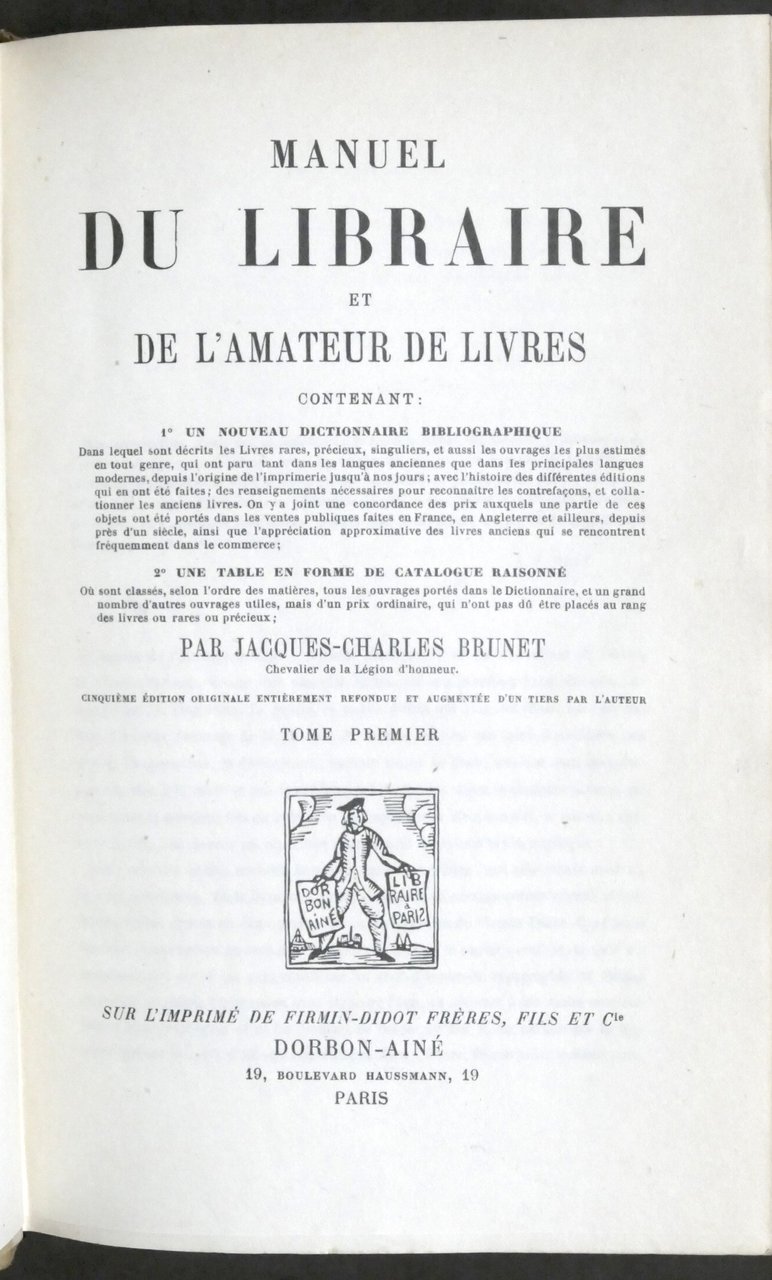 MANUEL
DU LIBRAIRE
ET
DE L'AMATEUR DE LIVRES
CONTENANT:
1º UN NOUVEAU DICTIONNAIRE BIBLIOGRAPHIQUE
Dans lequel sont décrits les Livres rares, précieux, singuliers, et aussi les ouvrages les plus estimés
en tout genre, qui ont paru tant dans les langues anciennes que dans les principales langues
modernes, depuis l'origine de l'imprimerie jusqu'à nos jours; avec l'histoire des différentes éditions
qui en ont été faites; des renseignements nécessaires pour reconnaître les contrefaçons, et colla-
tionner les anciens livres. On y a joint une concordance des prix auxquels une partie de ces
objets ont été portés dans les ventes publiques faites en France, en Angleterre et ailleurs, depuis
près d'un siècle, ainsi que l'appréciation approximative des livres anciens qui se rencontrent
fréquemment dans le commerce;
2º UNE TABLE EN FORME DE CATALOGUE RAISONNÉ
Où sont classés, selon l'ordre des matières, tous les ouvrages portés dans le Dictionnaire, et un grand
nombre d'autres ouvrages utiles, mais d'un prix ordinaire, qui n'ont pas dû être placés au rang
des livres ou rares ou précieux;
PAR JACQUES-CHARLES BRUNET
Chevalier de la Légion d'honneur.
CINQUIÈME ÉDITION ORIGINALE ENTIÈREMENT REFONDUE ET AUGMENTÉE D'UN TIERS PAR L'AUTEUR
TOME PREMIER
DOR
BON
AINÉ
LIB
RAIRE
à
PARIS
SUR L'IMPRIMÉ DE FIRMIN-DIDOT FRÈRES, FILS ET Cie
DORBON-AINÉ
19, BOULEVARD HAUSSMANN, 19
PARIS